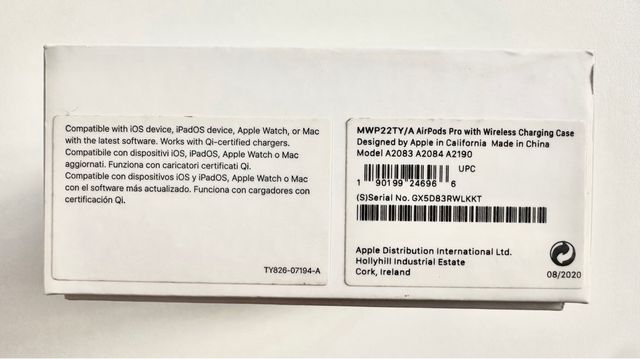 Compatible with iOS device, iPadOS device, Apple Watch, or Mac
with the latest software. Works with Qi-certified chargers.
Compatibile con dispositivi iOS, iPadOS, Apple Watch o Mac
aggiornati. Funziona con caricatori certificati Qi.
Compatible con dispositivos iOS y iPadOS, Apple Watch o Mac
con el software más actualizado. Funciona con cargadores con
certificación Qi.
TY826-07194-A
MWP22TY/A AirPods Pro with Wireless Charging Case
Designed by Apple in California Made in China
Model A2083 A2084 A2190
UPC
1 90199 24696 6
(S)Serial No. GX5D83RWLKKT
Apple Distribution International Ltd.
Hollyhill Industrial Estate
Cork, Ireland
08/2020